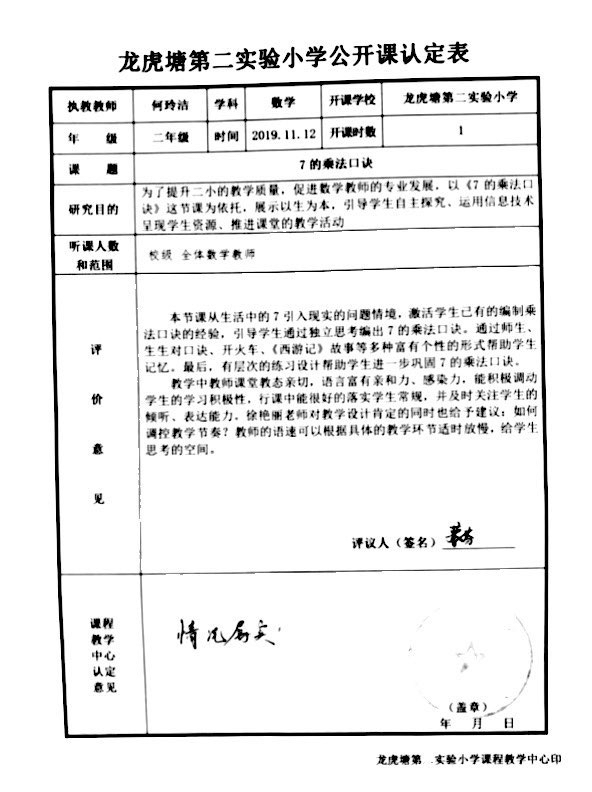 龙虎塘第二实验小学公开课认定表
执教教师 何玲洁 学科 数学 开课学校 龙虎塘第二实验小学
年 级 二年级 时间 2019.11.12 开课时数 1
课 题 7 的乘法口诀
为了提升二小的教学质量，促进数学教师的专业发展，以《7 的乘法口
研究目的 诀》这节课为依托，展示以生为本，引导学生自主探究、运用信息技术
呈现学生资源、推进课堂的教学活动
听课人数
和范围 校级 全体数学教师
评价意见
本节课从生活中的 7 引入现实的问题情境，激活学生已有的编制乘
法口诀的经验，引导学生通过独立思考编出 7 的乘法口诀。通过师生、
生生对口诀、开火车、《西游记》故事等多种富有个性的形式帮助学生
记忆。最后，有层次的练习设计帮助学生进一步巩固 7 的乘法口诀。
教学中教师课堂教态亲切，语言富有亲和力、感染力，能积极调动
学生的学习积极性，行课中能很好的落实学生常规，并及时关注学生的
倾听、表达能力。徐艳丽老师对教学设计肯定的同时也给予建议：如何
调控教学节奏？教师的语速可以根据具体的教学环节适时放慢，给学生
思考的空间。
评议人（签名）
课程
教学
中心
认定
意见
情况属实
（盖章）
年 月 日
龙虎塘第 实验小学课程教学中心印